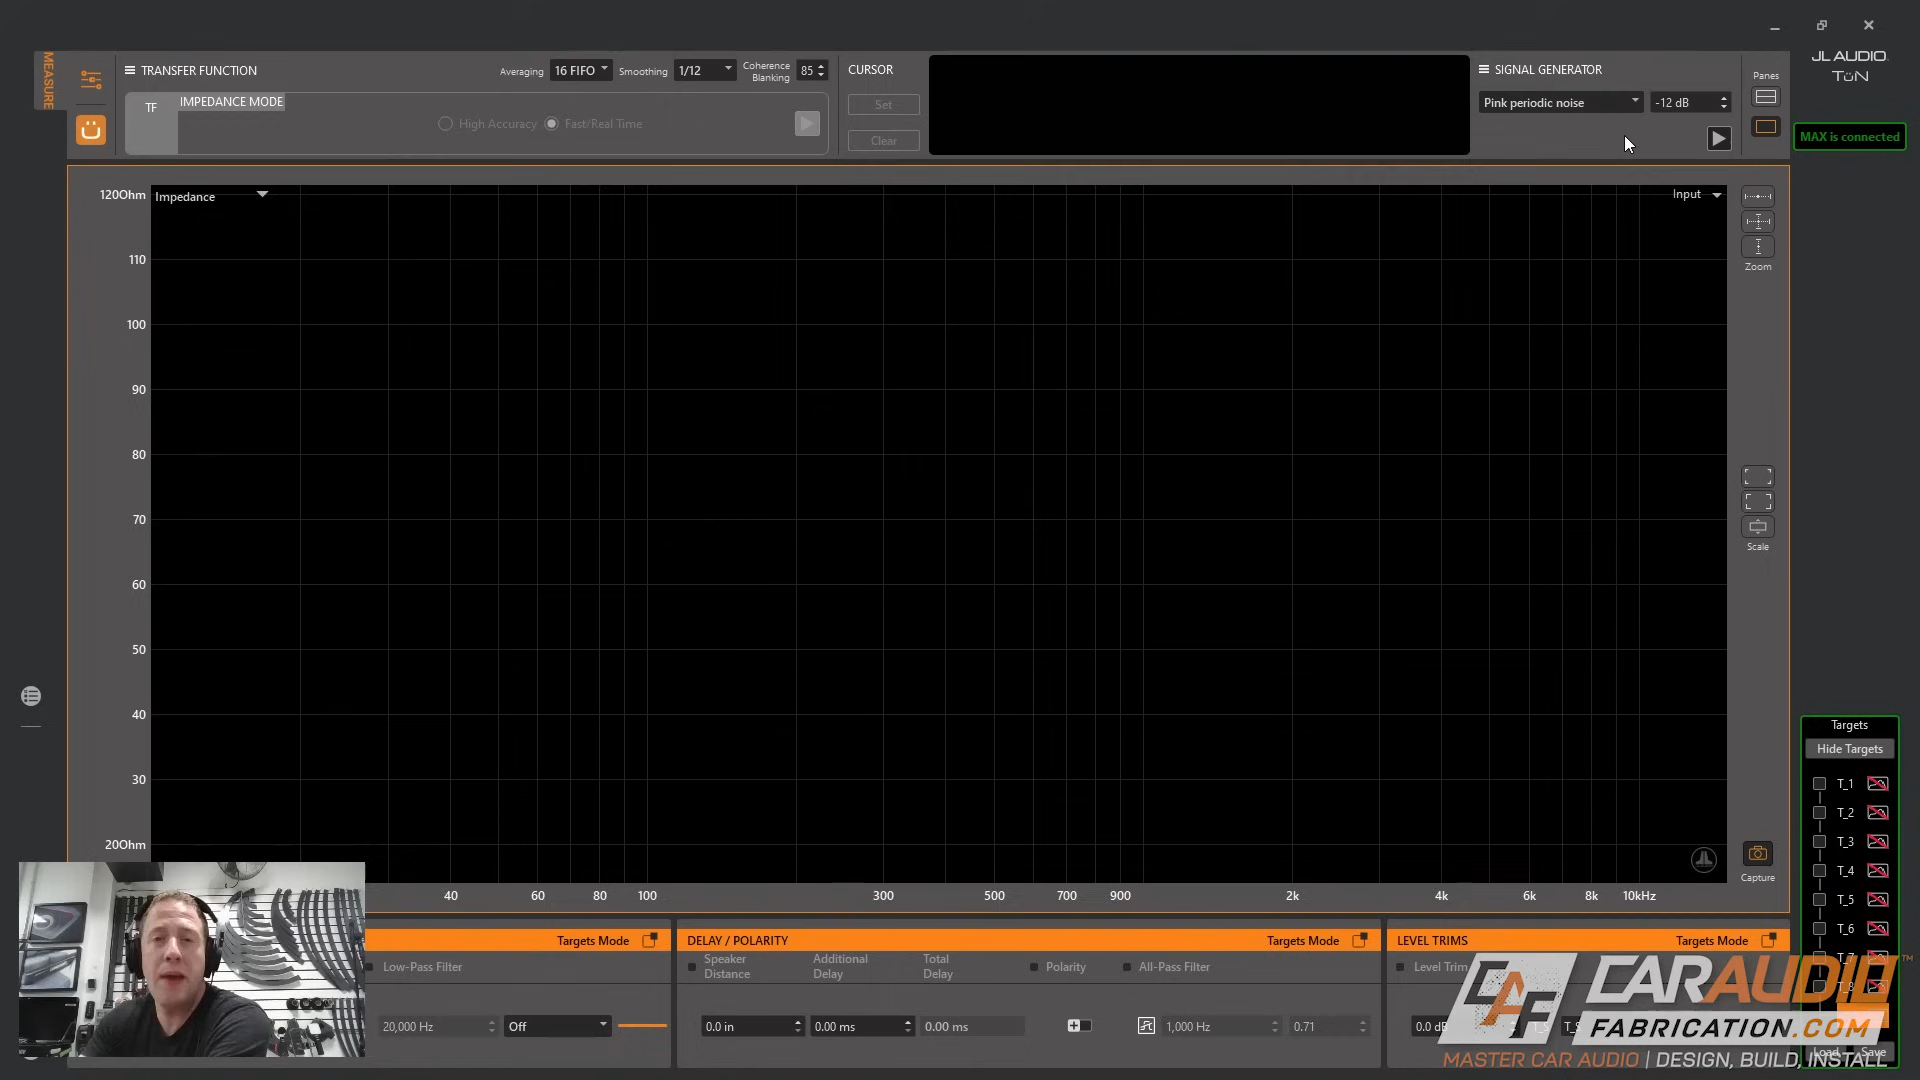 JL AUDIO
TüN
MEASURE
TRANSFER FUNCTION
Averaging
16 FIFO
Smoothing
1/12
Coherence
Blanking
85
CURSOR
SIGNAL GENERATOR
Panes
TF
IMPEDANCE MODE
High Accuracy
Fast/Real Time
Set
Clear
Pink periodic noise
-12 dB
MAX is connected
120Ohm
Impedance
Input
110
100
90
80
70
60
50
40
30
20Ohm
Zoom
Scale
Capture
40
60
80
100
300
500
700
900
2k
4k
6k
8k
10kHz
Targets
Hide Targets
T_1
T_2
T_3
T_4
T_5
T_6
T_7
T_8
Load
Save
Targets Mode
Low-Pass Filter
20,000 Hz
Off
DELAY / POLARITY
Targets Mode
Speaker
Distance
Additional
Delay
Total
Delay
Polarity
All-Pass Filter
0.0 in
0.00 ms
0.00 ms
1,000 Hz
0.71
LEVEL TRIMS
Targets Mode
Level Trim
0.0 dB
CAF
CARAUDIO™
FABRICATION.COM
MASTER CAR AUDIO | DESIGN, BUILD, INSTALL